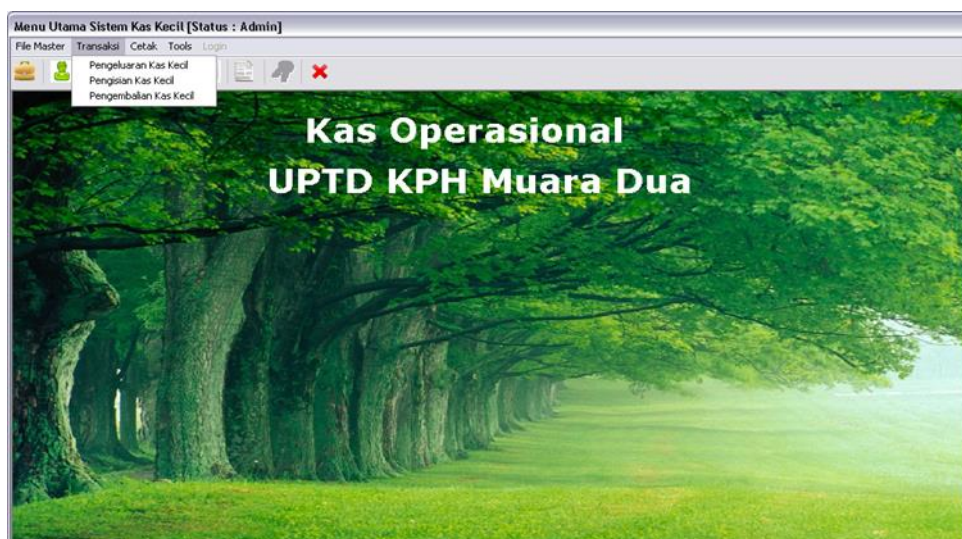 Menu Utama Sistem Kas Kecil [Status : Admin]
File Master Transaksi Cetak Tools Login
Pengeluaran Kas Kecil
Pengisian Kas Kecil
Pengembalian Kas Kecil
Kas Operasional
UPTD KPH Muara Dua